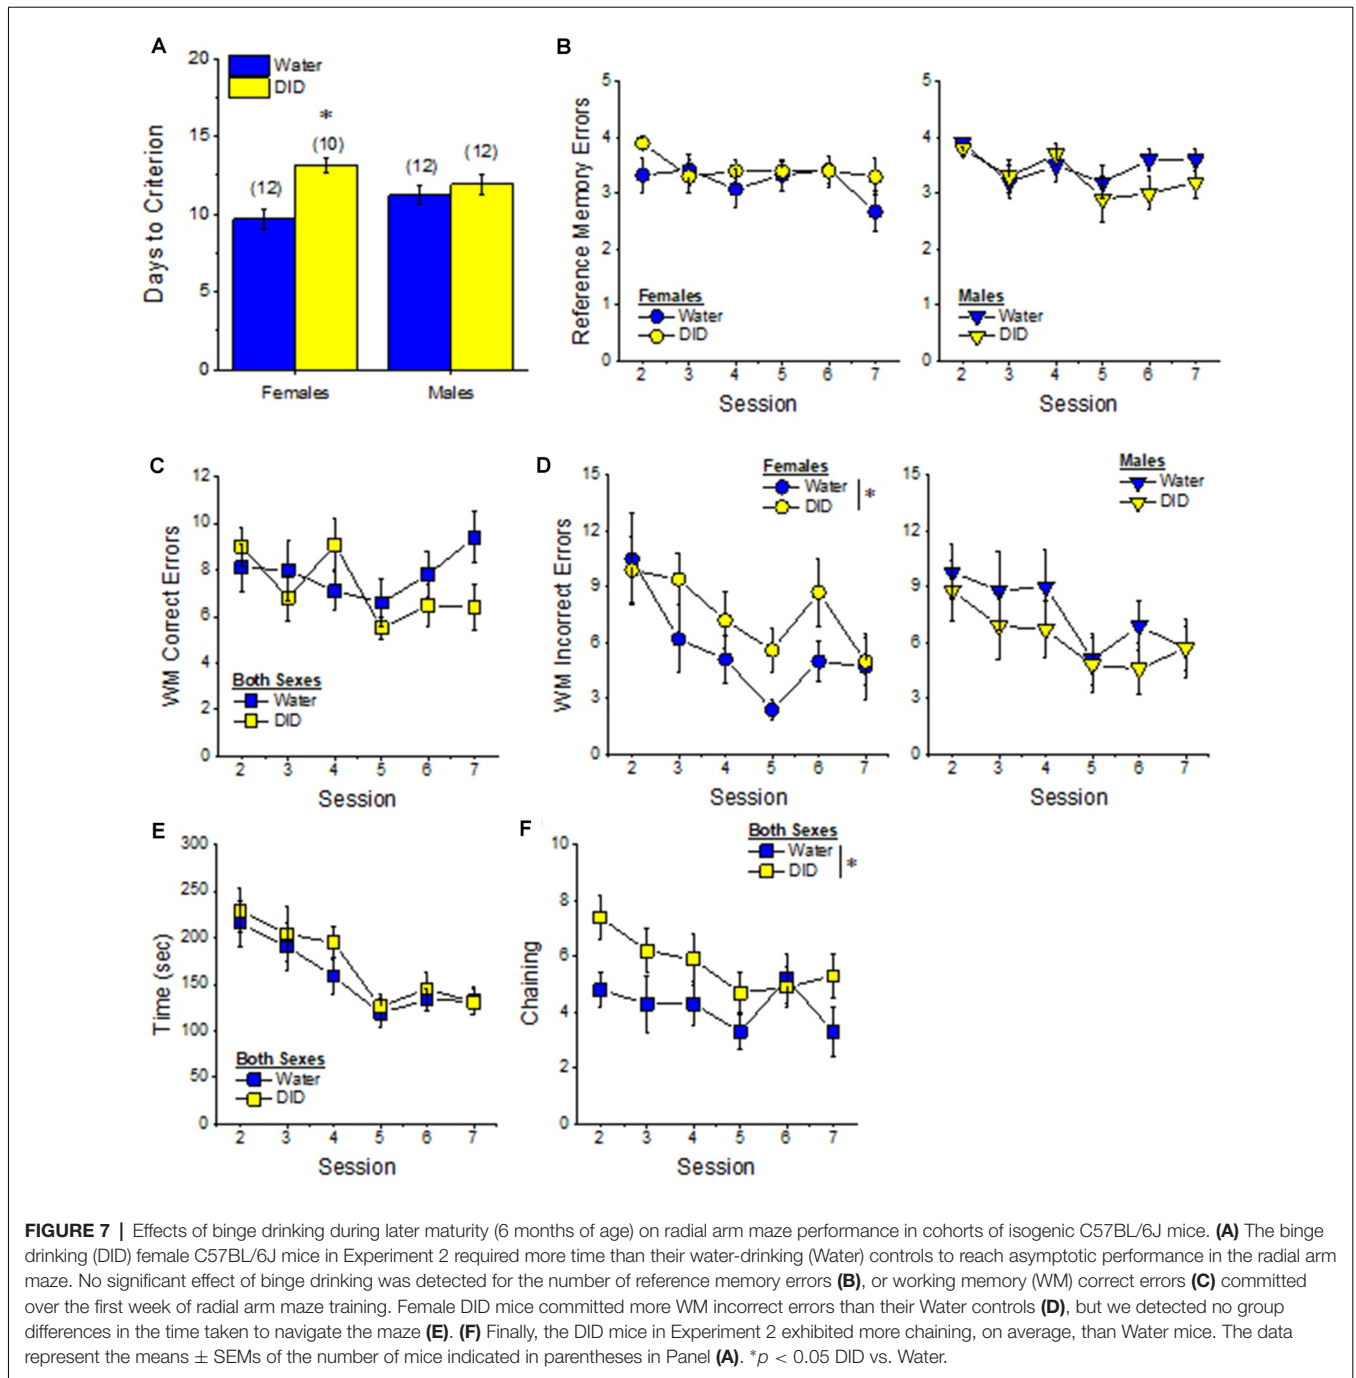 A
20
15
10
5
0
Days to Criterion
Water
DID
*
(12)
(10)
(12)
(12)
Females
Males
B
5
4
3
2
1
0
Reference Memory Errors
Females
Water
DID
2 3 4 5 6 7
Session
5
4
3
2
1
0
Males
Water
DID
2 3 4 5 6 7
Session
C
12
10
8
6
4
2
0
WM Correct Errors
Both Sexes
Water
DID
2 3 4 5 6 7
Session
D
15
12
9
6
3
0
WM Incorrect Errors
Females
Water
DID
*
2 3 4 5 6 7
Session
15
12
9
6
3
0
Males
Water
DID
2 3 4 5 6 7
Session
E
300
250
200
150
100
50
0
Time (sec)
Both Sexes
Water
DID
2 3 4 5 6 7
Session
F
10
8
6
4
2
0
Chaining
Both Sexes
Water
DID
*
2 3 4 5 6 7
Session
FIGURE 7 | Effects of binge drinking during later maturity (6 months of age) on radial arm maze performance in cohorts of isogenic C57BL/6J mice. (A) The binge
drinking (DID) female C57BL/6J mice in Experiment 2 required more time than their water-drinking (Water) controls to reach asymptotic performance in the radial arm
maze. No significant effect of binge drinking was detected for the number of reference memory errors (B), or working memory (WM) correct errors (C) committed
over the first week of radial arm maze training. Female DID mice committed more WM incorrect errors than their Water controls (D), but we detected no group
differences in the time taken to navigate the maze (E). (F) Finally, the DID mice in Experiment 2 exhibited more chaining, on average, than Water mice. The data
represent the means ± SEMs of the number of mice indicated in parentheses in Panel (A). *p < 0.05 DID vs. Water.